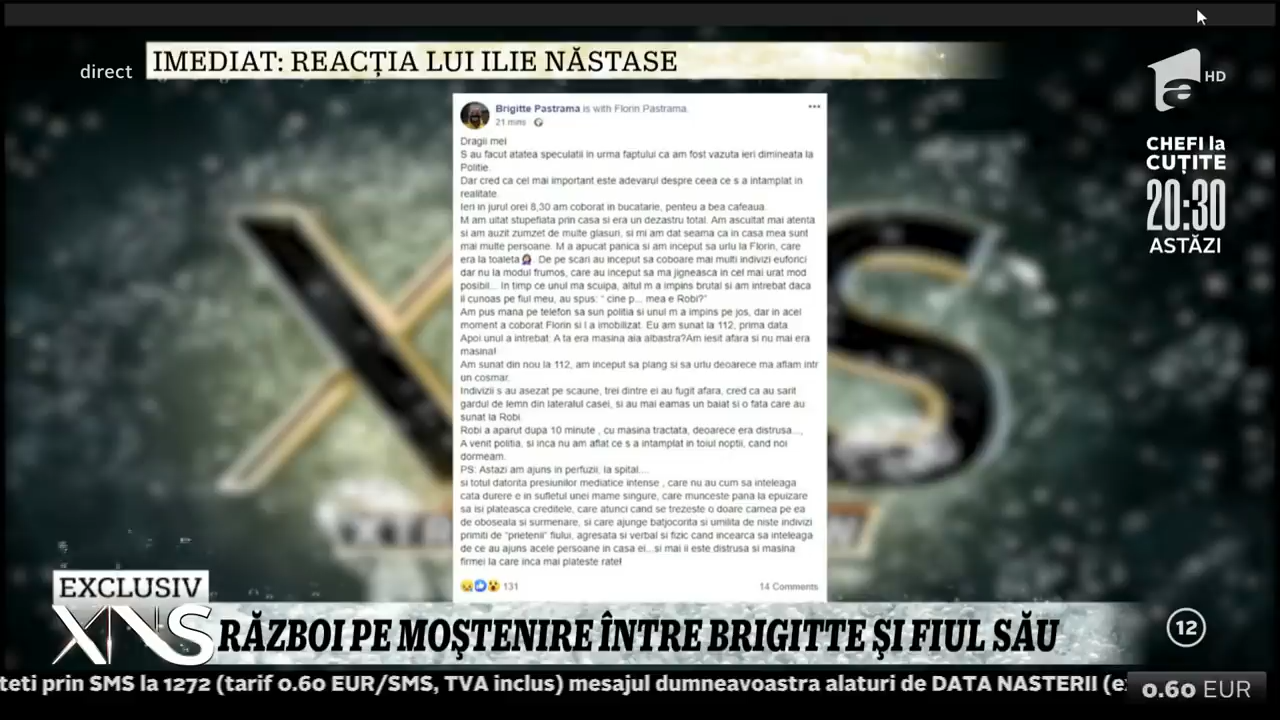 IMEDIAT: REACȚIA LUI ILIE NĂSTASE
direct
HD
CHEFI la
CUȚITE
20:30
ASTĂZI
Brigitte Pastrama is with Florin Pastrama.
21 mins
Dragii mei
S au facut atatea speculatii in urma faptului ca am fost vazuta ieri dimineata la
Politie.
Dar cred ca cel mai important este adevarul despre ceea ce s a intamplat in
realitate.
Ieri in jurul orei 8,30 am coborat in bucatarie, penteu a bea cafeaua.
M am uitat stupefiata prin casa si era un dezastru total. Am ascultat mai atenta
si am auzit zumzet de multe glasuri, si mi am dat seama ca in casa mea sunt
mai multe persoane. M a apucat panica si am inceput sa urlu la Florin, care
era la toaleta. De pe scari au inceput sa coboare mai multi indivizi euforici
dar nu la modul frumos, care au inceput sa ma jigneasca in cel mai urat mod
posibil... In timp ce unul ma scuipa, altul m a impins brutal si am intrebat daca
il cunoas pe fiul meu, au spus: " cine p... mea e Robi?"
Am pus mana pe telefon sa sun politia si unul m a impins pe jos, dar in acel
moment a coborat Florin si l a imobilizat. Eu am sunat la 112, prima data.
Apoi unul a intrebat: A ta era masina aia albastra?Am iesit afara si nu mai era
masina!
Am sunat din nou la 112, am inceput sa plang si sa urlu deoarece ma aflam intr
un cosmar.
Indivizii s au asezat pe scaune, trei dintre ei au fugit afara, cred ca au sarit
gardul de lemn din lateralul casei, si au mai eamas un baiat si o fata care au
sunat la Robi.
Robi a aparut dupa 10 minute , cu masina tractata, deoarece era distrusa...,
A venit politia, si inca nu am aflat ce s a intamplat in toiul noptii, cand noi
dormeam.
PS: Astazi am ajuns in perfuzii, la spital....
si totul datorita presiunilor mediatice intense , care nu au cum sa inteleaga
cata durere e in sufletul unei mame singure, care munceste pana la epuizare
sa isi plateasca creditele, care atunci cand se trezeste o doare carnea pe ea
de oboseala si surmenare, si care ajunge batjocorita si umilita de niste indivizi
primiti de "prietenii" fiului, agresata si verbal si fizic cand incearca sa inteleaga
de ce au ajuns acele persoane in casa ei...si mai ii este distrusa si masina
firmei la care inca mai plateste rate!
131
14 Comments
EXCLUSIV
XNS
RĂZBOI PE MOȘTENIRE ÎNTRE BRIGITTE ȘI FIUL SĂU
12
teti prin SMS la 1272 (tarif 0.60 EUR/SMS, TVA inclus) mesajul dumneavoastra alaturi de DATA NASTERII (ex
0.60 EUR